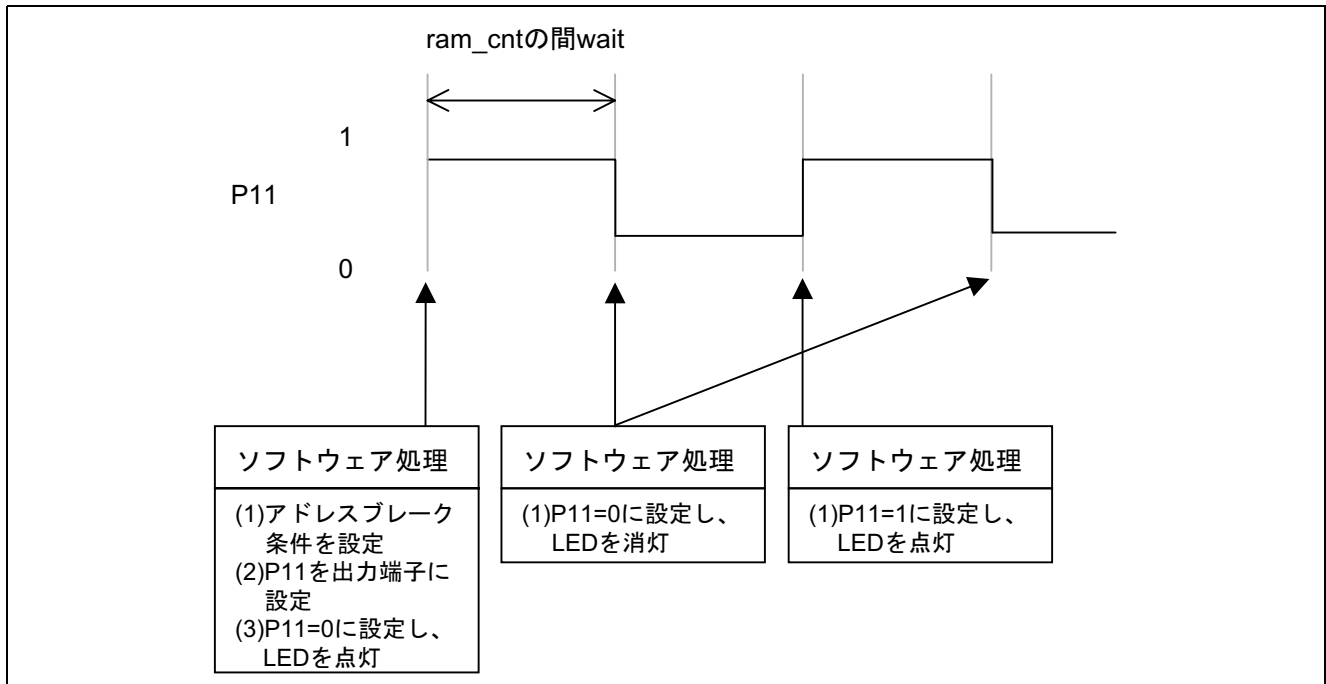 ram_cntの間wait
1
P11
0
ソフトウェア処理
(1)アドレスブレーク
条件を設定
(2)P11を出力端子に
設定
(3)P11=0に設定し、
LEDを点灯
ソフトウェア処理
(1)P11=0に設定し、
LEDを消灯
ソフトウェア処理
(1)P11=1に設定し、
LEDを点灯